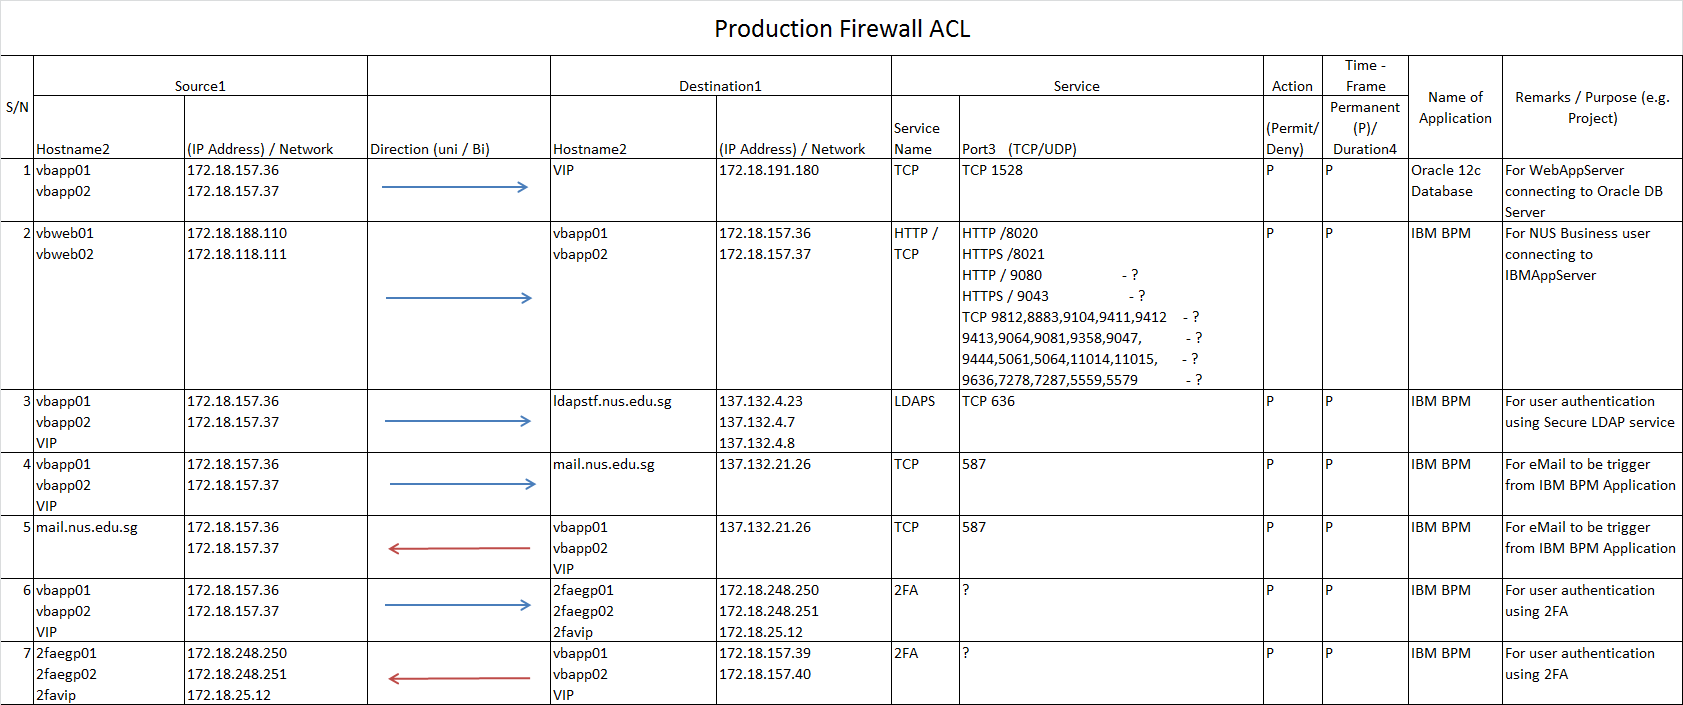 Production Firewall ACL
S/N
Source1
Destination1
Service
Action
Time - Frame
Name of Application
Remarks / Purpose (e.g. Project)
Hostname2
(IP Address) / Network
Direction (uni / Bi)
Hostname2
(IP Address) / Network
Service Name
Port3 (TCP/UDP)
(Permit/ Deny)
Permanent (P)/ Duration4
1 vbapp01 172.18.157.36 VIP 172.18.191.180 TCP TCP 1528 P P Oracle 12c For WebAppServer
vbapp02 172.18.157.37 Database connecting to Oracle DB
Server
2 vbweb01 172.18.188.110 vbapp01 172.18.157.36 HTTP / HTTP /8020 P P IBM BPM For NUS Business user
vbweb02 172.18.118.111 vbapp02 172.18.157.37 TCP HTTPS /8021 connecting to
HTTP / 9080 - ? IBMAppServer
HTTPS / 9043 - ?
TCP 9812,8883,9104,9411,9412 - ?
9413,9064,9081,9358,9047, - ?
9444,5061,5064,11014,11015, - ?
9636,7278,7287,5559,5579 - ?
3 vbapp01 172.18.157.36 ldapstf.nus.edu.sg 137.132.4.23 LDAPS TCP 636 P P IBM BPM For user authentication
vbapp02 172.18.157.37 137.132.4.7 using Secure LDAP service
VIP 137.132.4.8
4 vbapp01 172.18.157.36 mail.nus.edu.sg 137.132.21.26 TCP 587 P P IBM BPM For eMail to be trigger
vbapp02 172.18.157.37 from IBM BPM Application
VIP
5 mail.nus.edu.sg 172.18.157.36 vbapp01 137.132.21.26 TCP 587 P P IBM BPM For eMail to be trigger
172.18.157.37 vbapp02 from IBM BPM Application
VIP
6 vbapp01 172.18.157.36 2faegp01 172.18.248.250 2FA ? P P IBM BPM For user authentication
vbapp02 172.18.157.37 2faegp02 172.18.248.251 using 2FA
VIP 2favip 172.18.25.12
7 2faegp01 172.18.248.250 vbapp01 172.18.157.39 2FA ? P P IBM BPM For user authentication
2faegp02 172.18.248.251 vbapp02 172.18.157.40 using 2FA
2favip 172.18.25.12 VIP